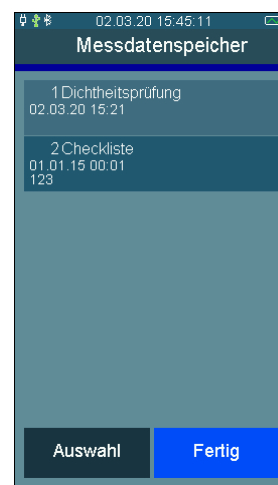 02.03.20 15:45:11
Messdatenspeicher
1 Dichtheitsprüfung
02.03.20 15:21
2 Checkliste
01.01.15 00:01
123
Auswahl
Fertig